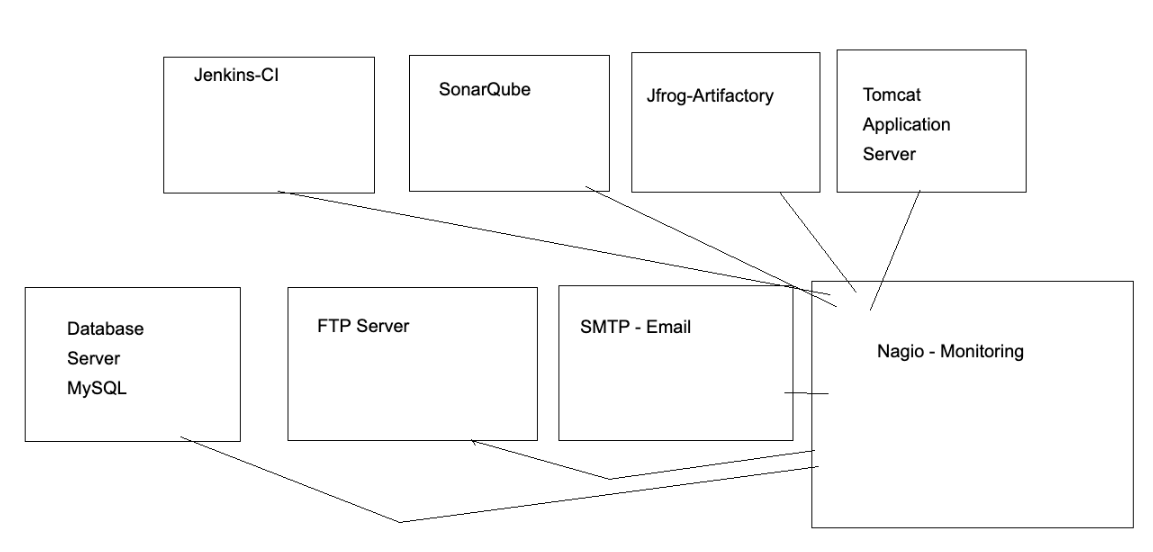 Jenkins-CI
SonarQube
Jfrog-Artifactory
Tomcat
Application
Server
Database
Server
MySQL
FTP Server
SMTP - Email
Nagio - Monitoring